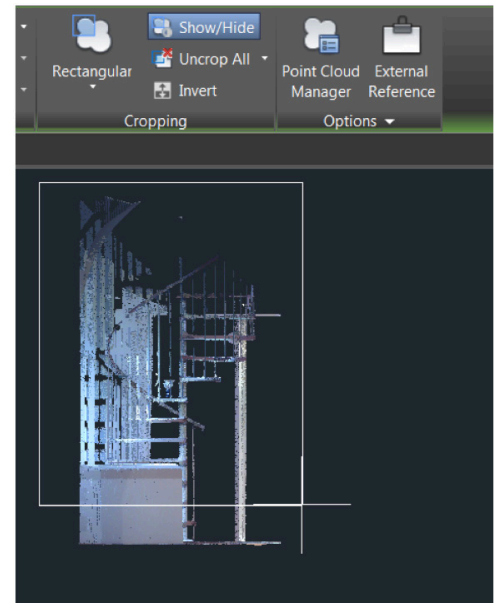 Show/Hide
Rectangular
Uncrop All
Point Cloud
Manager
External
Reference
Invert
Cropping
Options